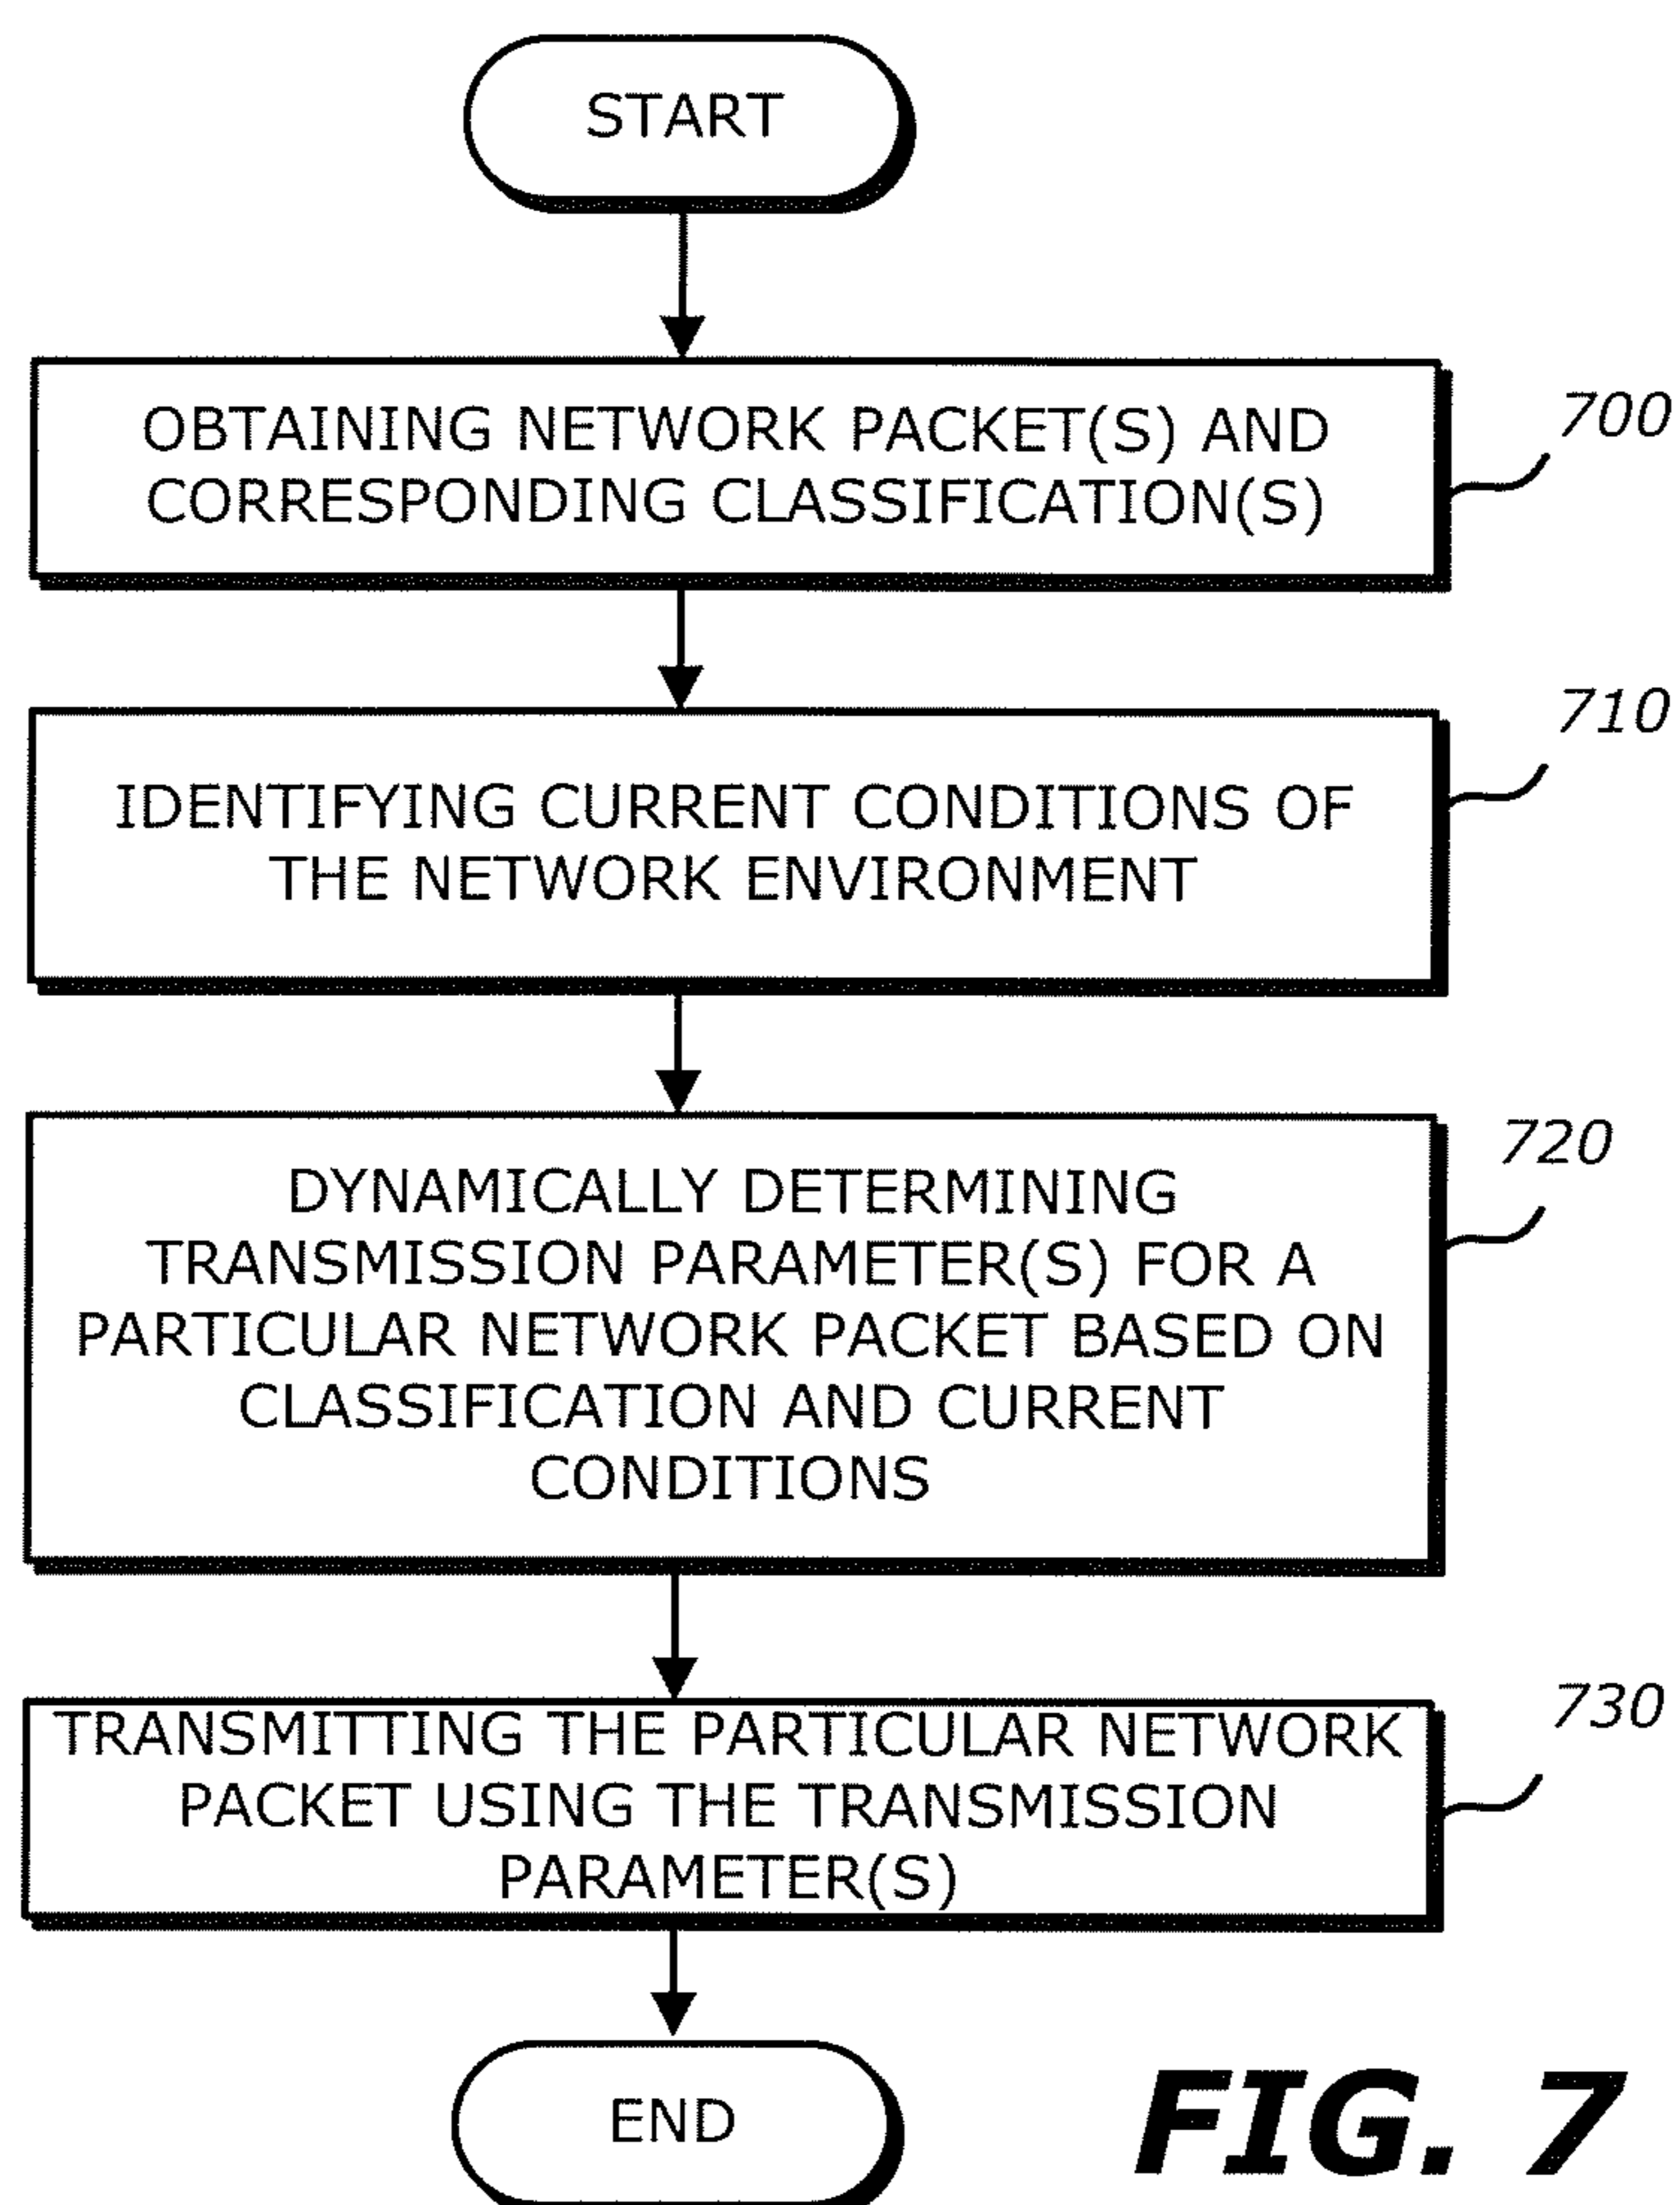 START
OBTAINING NETWORK PACKET(S) AND
CORRESPONDING CLASSIFICATION(S)
700
IDENTIFYING CURRENT CONDITIONS OF
THE NETWORK ENVIRONMENT
710
DYNAMICALLY DETERMINING
TRANSMISSION PARAMETER(S) FOR A
PARTICULAR NETWORK PACKET BASED ON
CLASSIFICATION AND CURRENT
CONDITIONS
720
TRANSMITTING THE PARTICULAR NETWORK
PACKET USING THE TRANSMISSION
PARAMETER(S)
730
END
FIG. 7